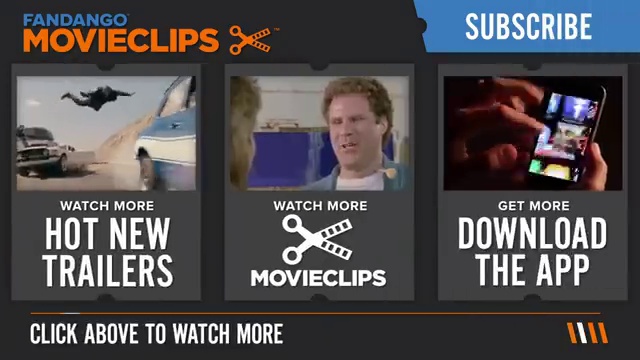 FANDANGO
MOVIECLIPS™
SUBSCRIBE
WATCH MORE
HOT NEW
TRAILERS
WATCH MORE
MOVIECLIPS
GET MORE
DOWNLOAD
THE APP
CLICK ABOVE TO WATCH MORE